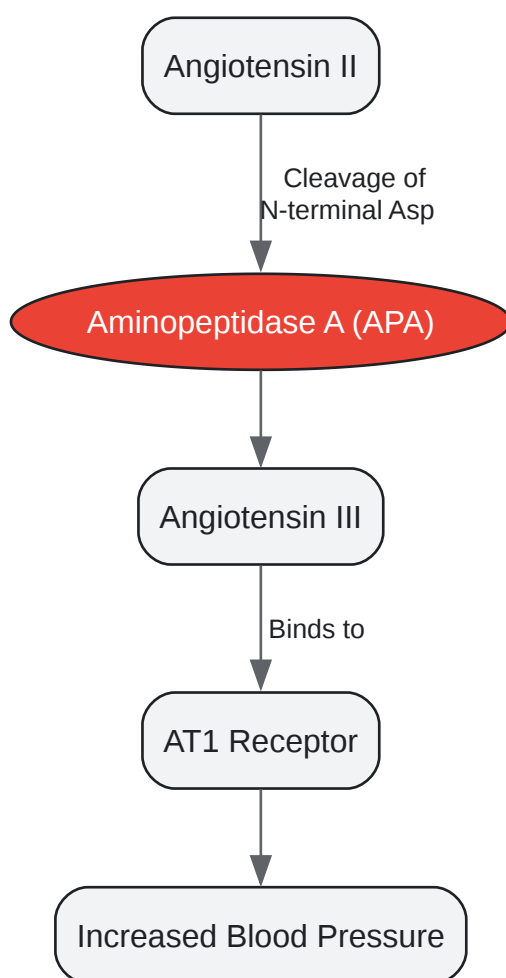 Angiotensin II
Cleavage of
N-terminal Asp
Aminopeptidase A (APA)
Angiotensin III
Binds to
AT1 Receptor
Increased Blood Pressure